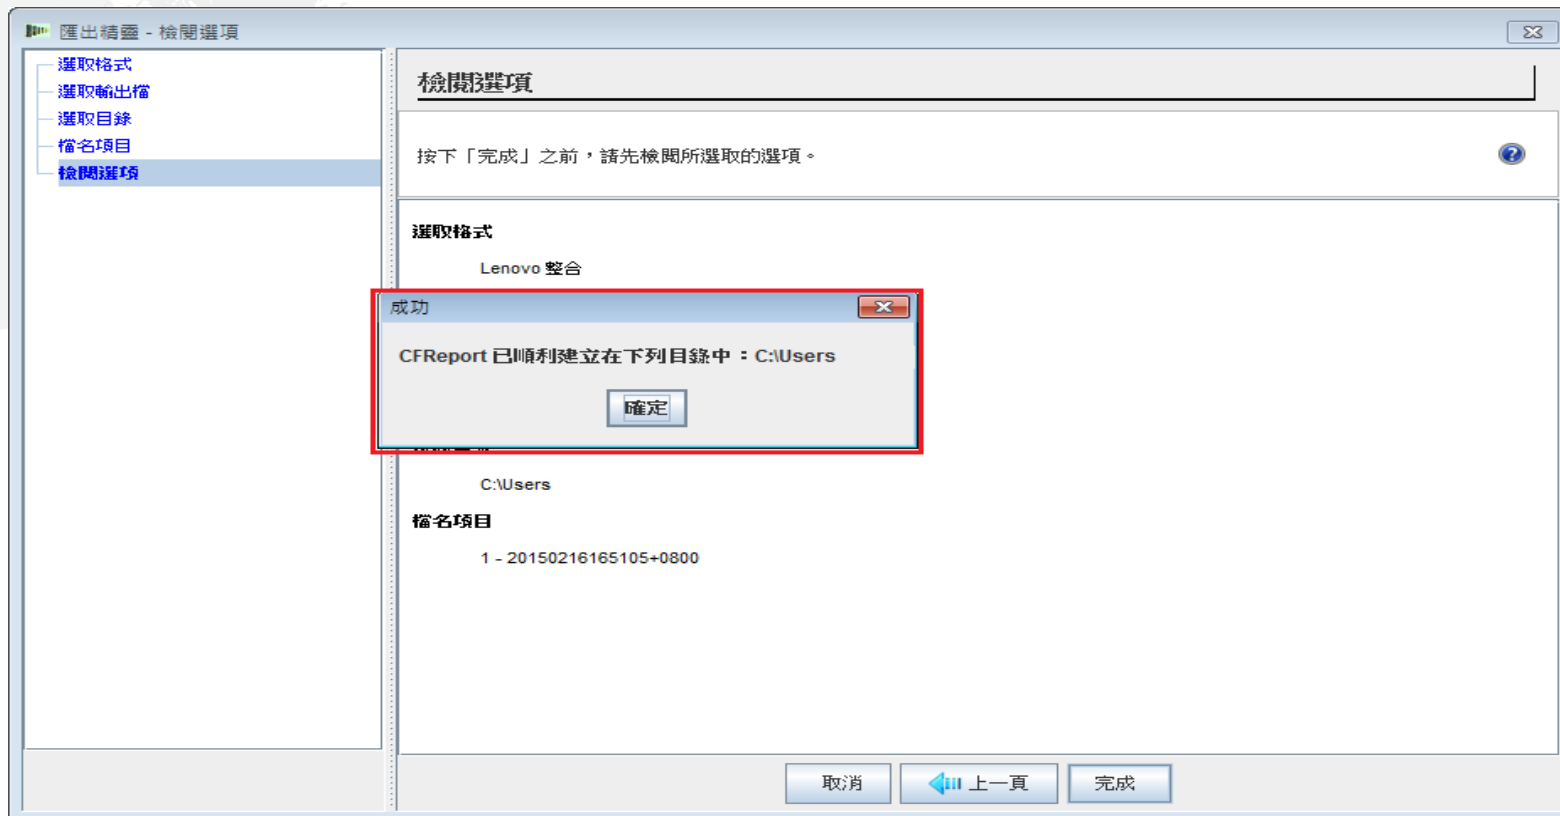 匯出精靈 - 檢閱選項
選取格式
選取輸出檔
選取目錄
檔名項目
檢閱選項
檢閱選項
按下「完成」之前，請先檢閱所選取的選項。
選取格式
Lenovo 整合
成功
CFReport 已順利建立在下列目錄中：C:\Users
確定
C:\Users
檔名項目
1 - 20150216165105+0800
取消
上一頁
完成